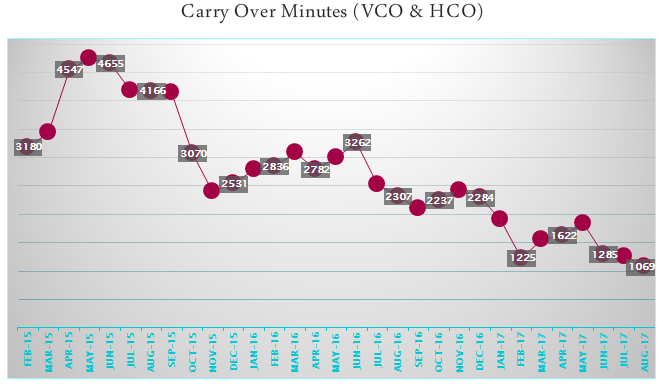 Carry Over Minutes (VCO & HCO)
4655
4547
4166
3262
3180
3070
2836
2782
2531
2307
2284
2237
1622
1285
1225
1069
FEB-15
MAR-15
APR-15
MAY-15
JUN-15
JUL-15
AUG-15
SEP-15
OCT-15
NOV-15
DEC-15
JAN-16
FEB-16
MAR-16
APR-16
MAY-16
JUN-16
JUL-16
AUG-16
SEP-16
OCT-16
NOV-16
DEC-16
JAN-17
FEB-17
MAR-17
APR-17
MAY-17
JUN-17
JUL-17
AUG-17